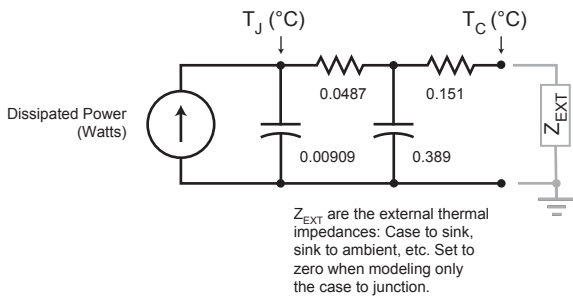 T_J (°C)
T_C (°C)
Dissipated Power
(Watts)
0.0487
0.151
0.00909
0.389
Z_EXT
Z_EXT are the external thermal
impedances: Case to sink,
sink to ambient, etc. Set to
zero when modeling only
the case to junction.